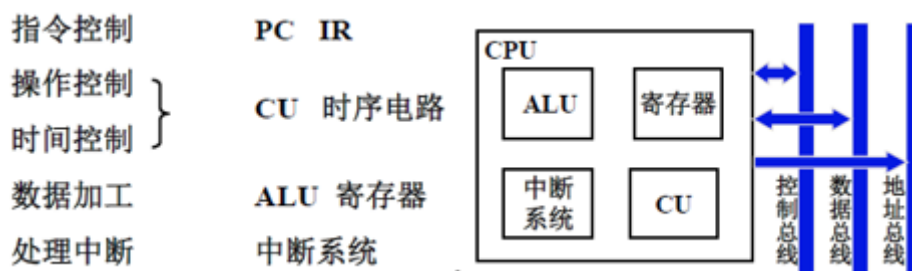 指令控制 PC IR
操作控制
时间控制
CU 时序电路
数据加工 ALU 寄存器
处理中断 中断系统
CPU
ALU
寄存器
中断
系统
CU
控制总线
数据总线
地址总线